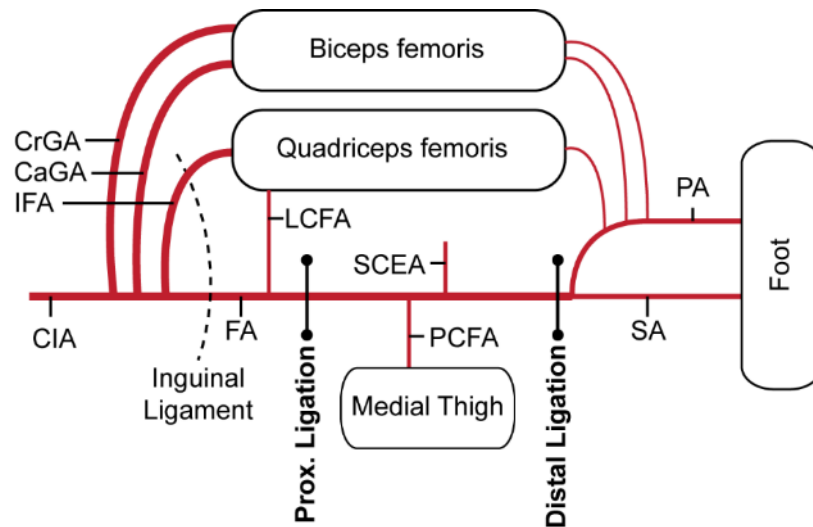 Biceps femoris
CrGA
CaGA
IFA
Quadriceps femoris
LCFA
SCEA
PA
CIA
FA
PCFA
SA
Inguinal
Ligament
Medial Thigh
Prox. Ligation
Distal Ligation
Foot